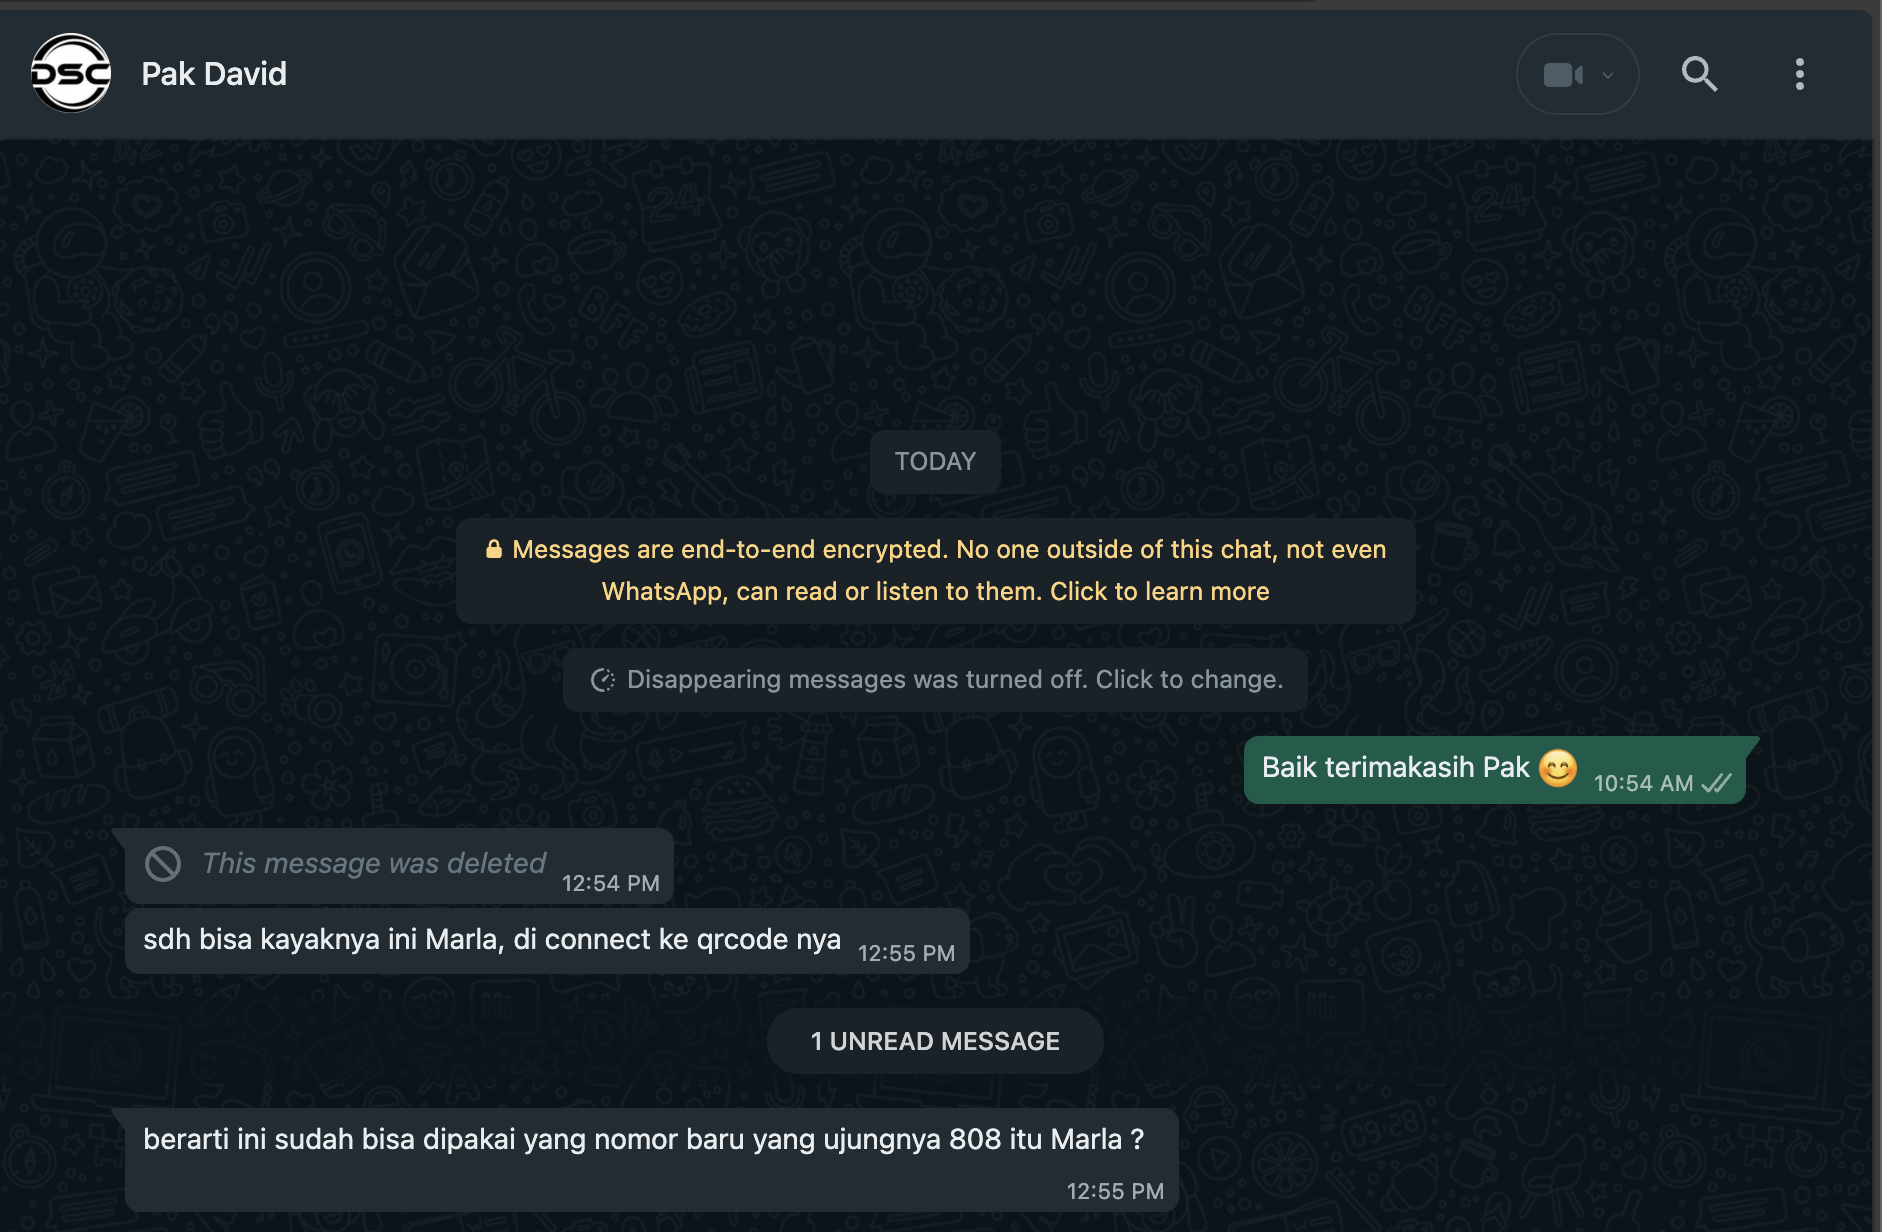 DSC
Pak David
TODAY
Messages are end-to-end encrypted. No one outside of this chat, not even
WhatsApp, can read or listen to them. Click to learn more
Disappearing messages was turned off. Click to change.
Baik terimakasih Pak 😊 10:54 AM
This message was deleted 12:54 PM
sdh bisa kayaknya ini Marla, di connect ke qrcode nya 12:55 PM
1 UNREAD MESSAGE
berarti ini sudah bisa dipakai yang nomor baru yang ujungnya 808 itu Marla ?
12:55 PM